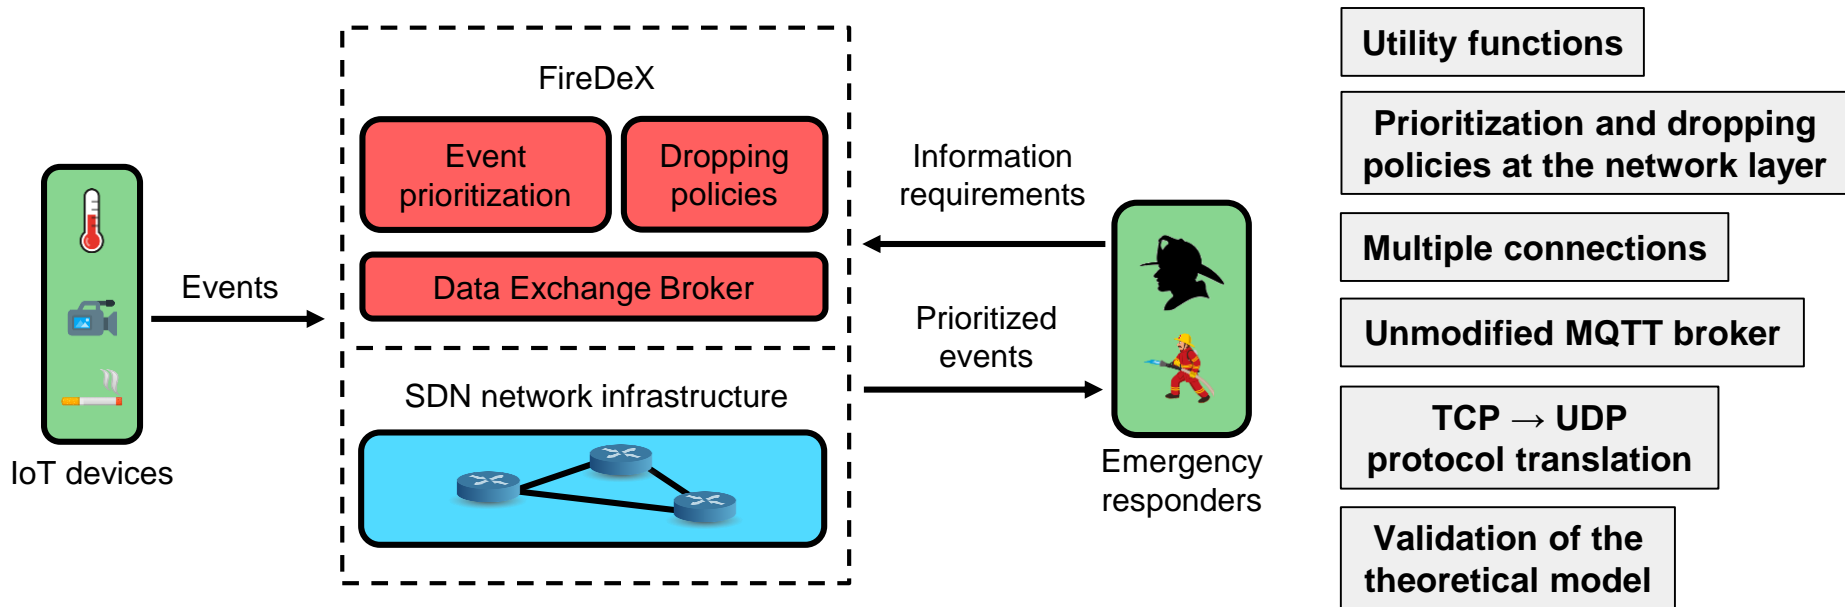 IoT devices
Events
FireDeX
Event
prioritization
Dropping
policies
Data Exchange Broker
SDN network infrastructure
Information
requirements
Prioritized
events
Emergency
responders
Utility functions
Prioritization and dropping
policies at the network layer
Multiple connections
Unmodified MQTT broker
TCP → UDP
protocol translation
Validation of the
theoretical model